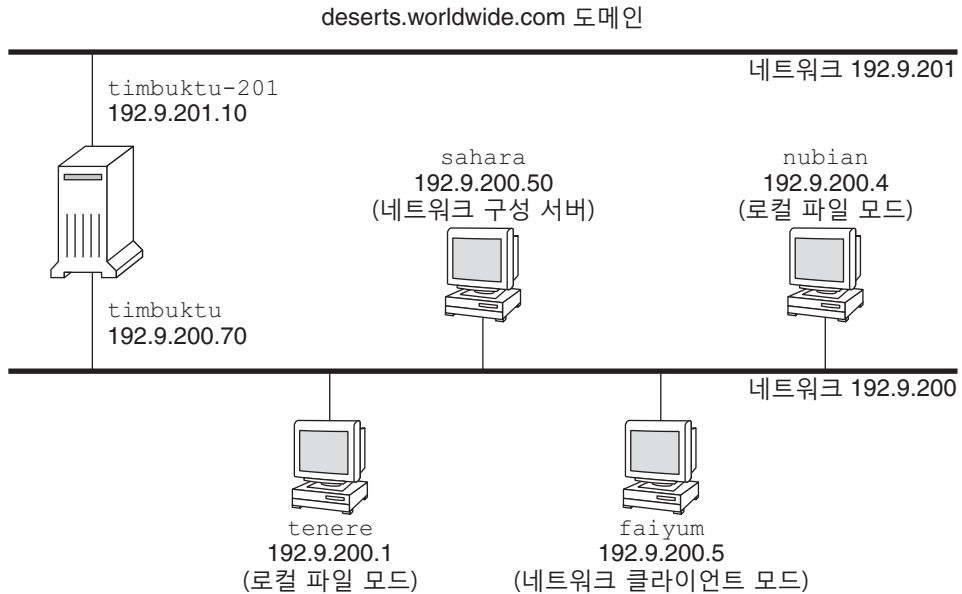 deserts.worldwide.com 도메인
네트워크 192.9.201
timbuktu-201
192.9.201.10
sahara
192.9.200.50
(네트워크 구성 서버)
nubian
192.9.200.4
(로컬 파일 모드)
timbuktu
192.9.200.70
네트워크 192.9.200
tenere
192.9.200.1
(로컬 파일 모드)
faiyum
192.9.200.5
(네트워크 클라이언트 모드)